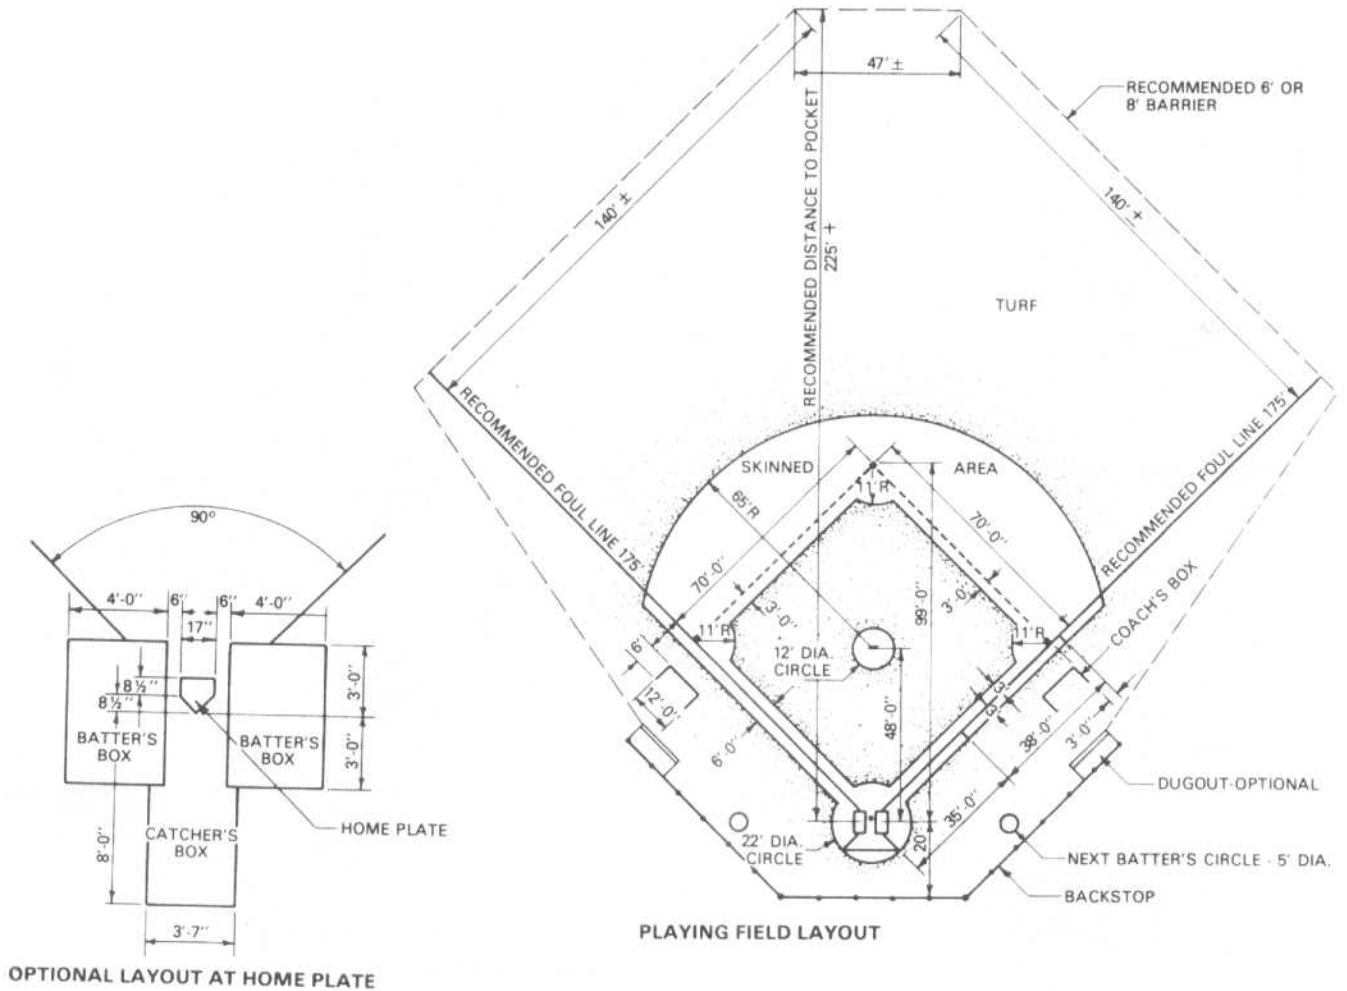 47' ±
RECOMMENDED 6' OR
8' BARRIER
RECOMMENDED DISTANCE TO POCKET
225' +
140' ±
140' ±
TURF
RECOMMENDED FOUL LINE 175'
RECOMMENDED FOUL LINE 175'
SKINNED
AREA
11'R
65'R
70'-0"
70'-0"
99'-0"
3'-0"
3'-0"
COACH'S BOX
11'R
11'R
12' DIA.
CIRCLE
6'
12'-0"
48'-0"
3'
3'
6'-0"
38'-0"
3'-0"
DUGOUT-OPTIONAL
35'-0"
22' DIA.
CIRCLE
20'
NEXT BATTER'S CIRCLE - 5' DIA.
BACKSTOP
PLAYING FIELD LAYOUT
90°
4'-0"
6"
6"
4'-0"
17"
8½"
8½"
3'-0"
3'-0"
BATTER'S
BOX
BATTER'S
BOX
HOME PLATE
CATCHER'S
BOX
8'-0"
3'-7"
OPTIONAL LAYOUT AT HOME PLATE